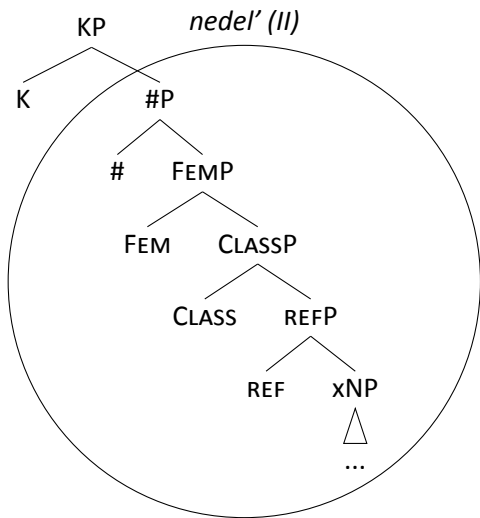 nedel’ (II)
KP
K #P
# FEMP
FEM CLASSP
CLASS REFP
REF xNP
...